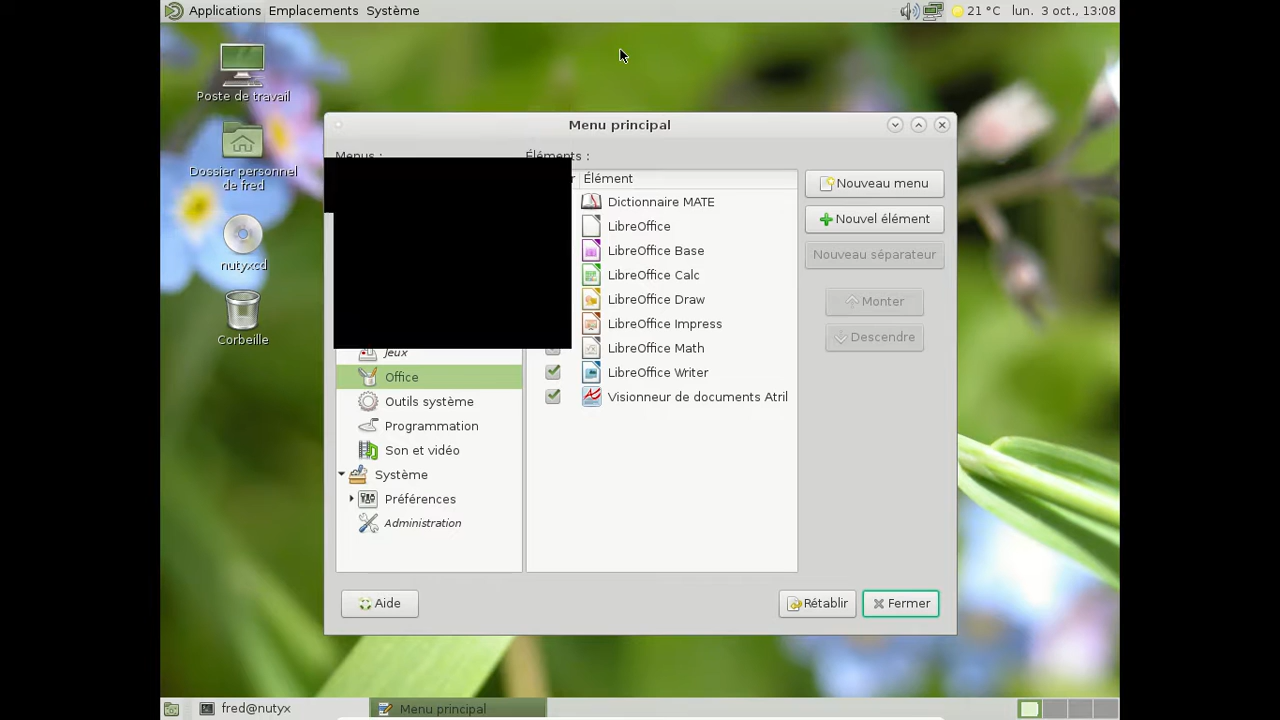 Applications Emplacements Système
21 °C lun. 3 oct., 13:08
Poste de travail
Dossier personnel
de fred
nutyxcd
Corbeille
Menu principal
Menus :
Éléments :
Élément
Dictionnaire MATE
LibreOffice
LibreOffice Base
LibreOffice Calc
LibreOffice Draw
LibreOffice Impress
LibreOffice Math
LibreOffice Writer
Visionneur de documents Atril
Jeux
Office
Outils système
Programmation
Son et vidéo
Système
Préférences
Administration
Nouveau menu
Nouvel élément
Nouveau séparateur
Monter
Descendre
Aide
Rétablir
Fermer
fred@nutyx
Menu principal